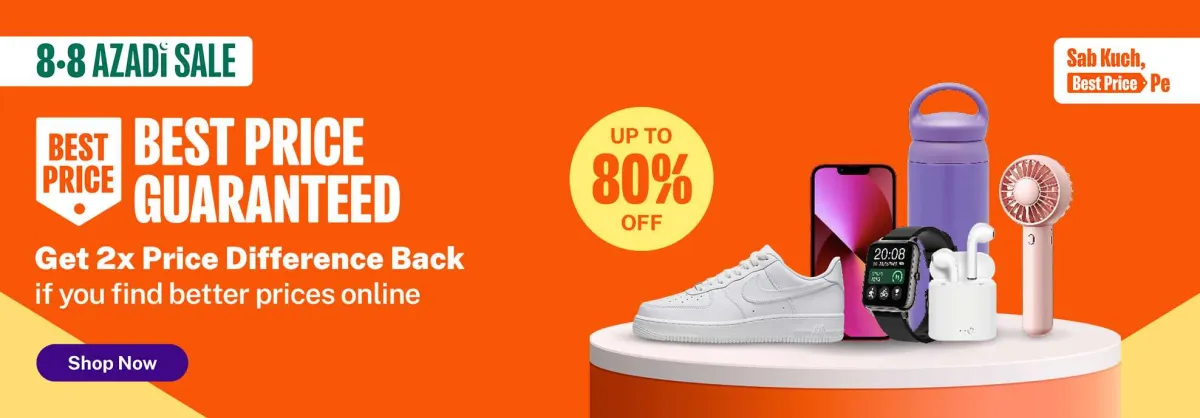 8.8 AZADi SALE
Sab Kuch,
Best Price Pe
BEST
PRICE
BEST PRICE
GUARANTEED
Get 2x Price Difference Back
if you find better prices online
Shop Now
UP TO
80%
OFF
20:08